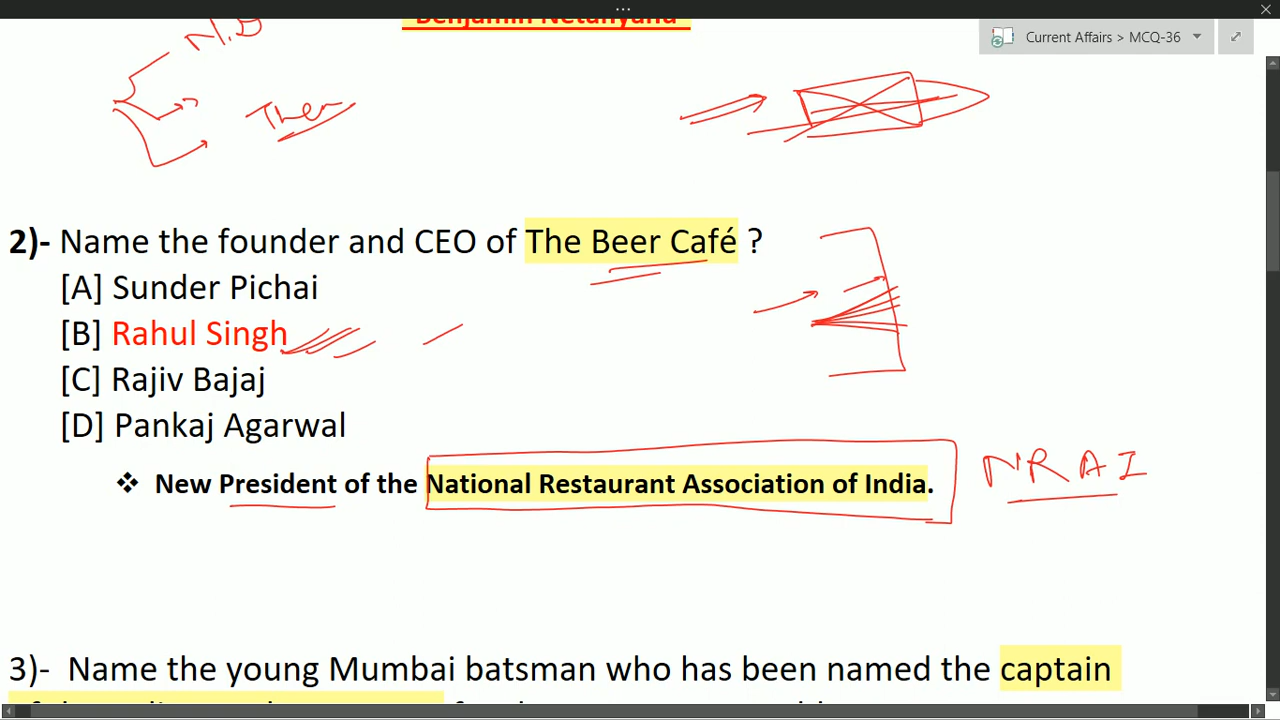 Benjamin Netanyahu
Current Affairs > MCQ-36
N.B
Ther
2)- Name the founder and CEO of The Beer Café ?
[A] Sunder Pichai
[B] Rahul Singh
[C] Rajiv Bajaj
[D] Pankaj Agarwal
❖ New President of the National Restaurant Association of India.
NRAI
3)- Name the young Mumbai batsman who has been named the captain